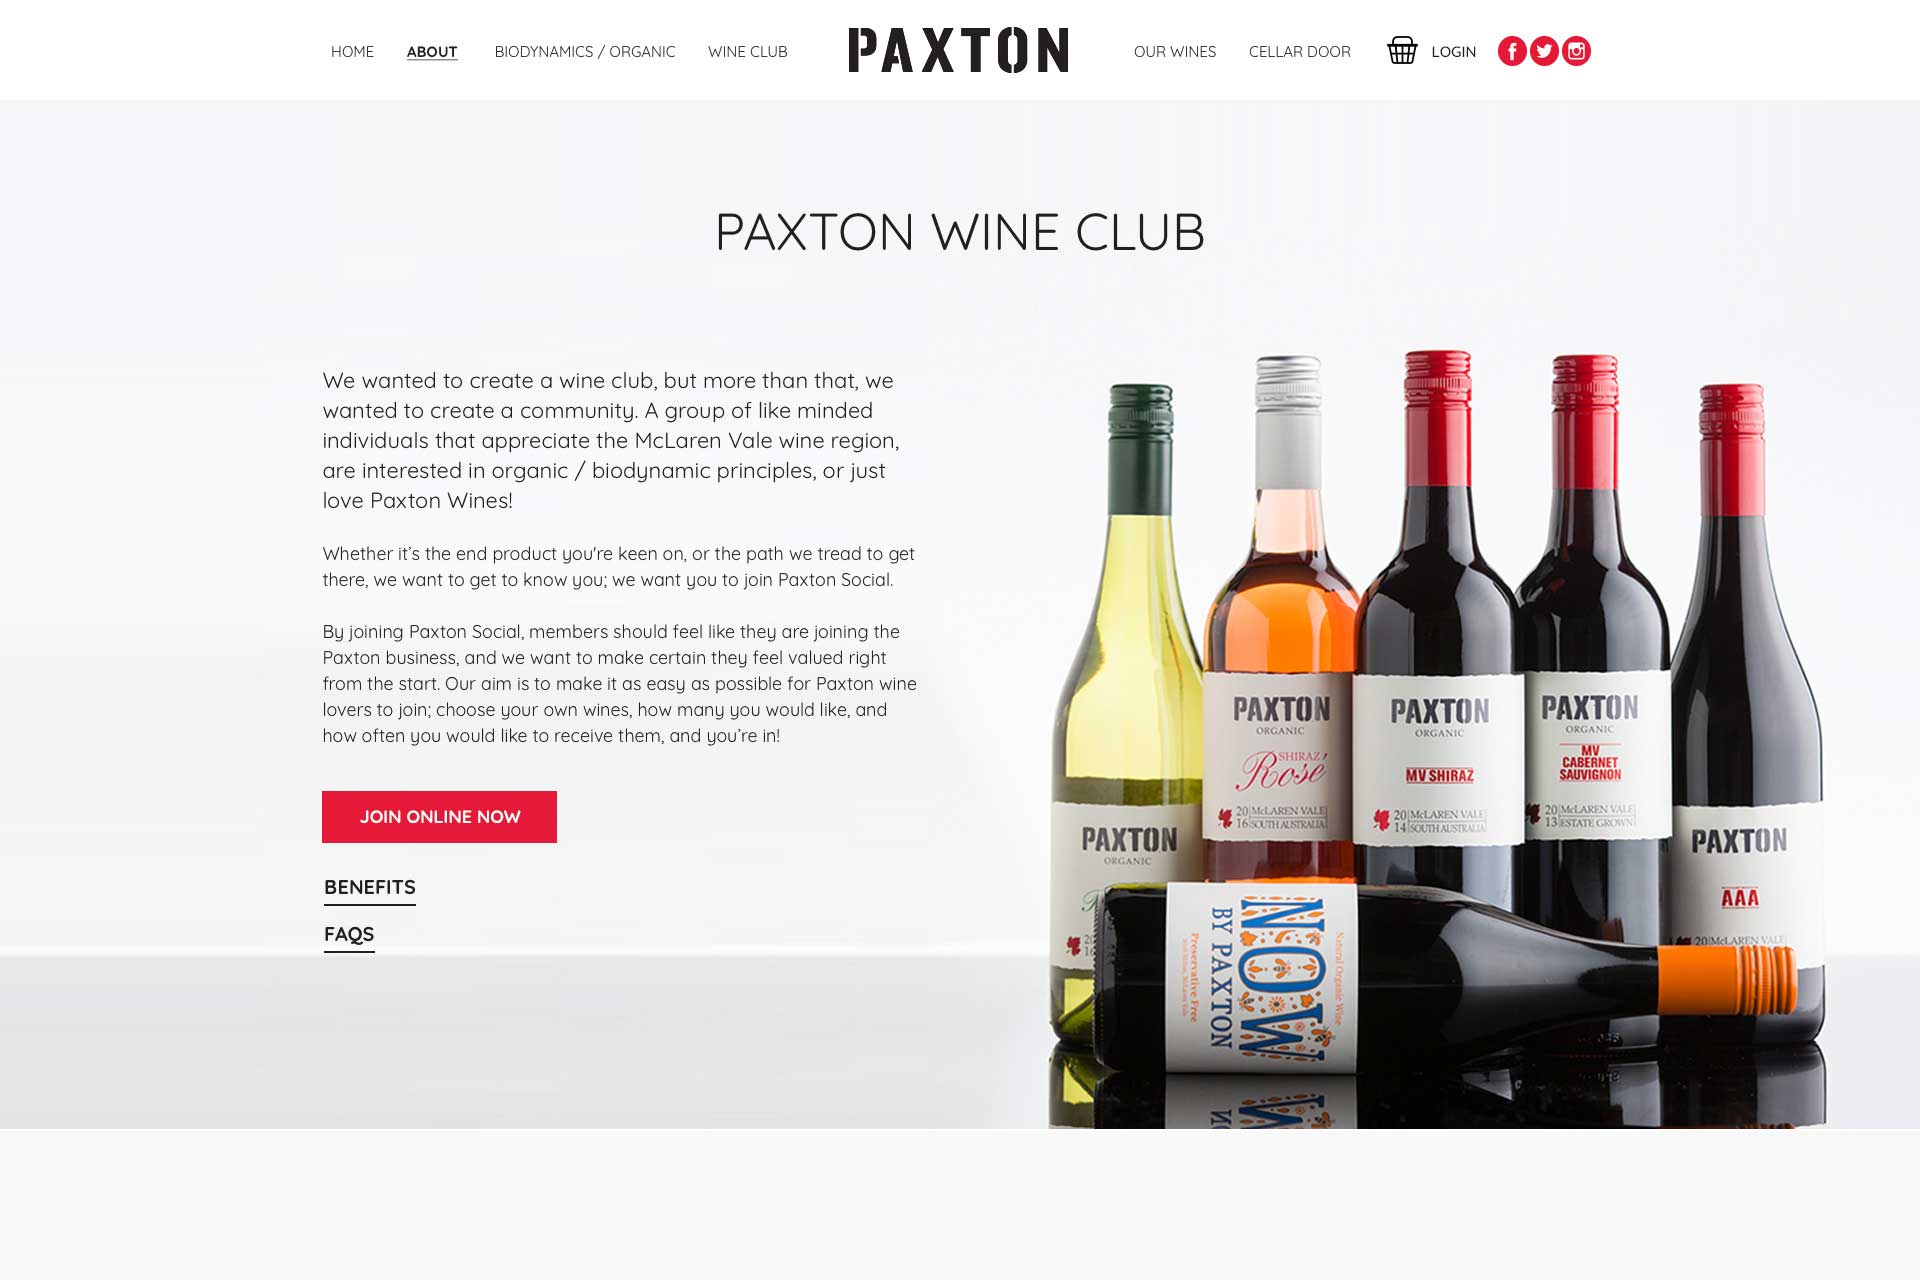 HOME ABOUT BIODYNAMICS / ORGANIC WINE CLUB PAXTON OUR WINES CELLAR DOOR LOGIN
PAXTON WINE CLUB
We wanted to create a wine club, but more than that, we
wanted to create a community. A group of like minded
individuals that appreciate the McLaren Vale wine region,
are interested in organic / biodynamic principles, or just
love Paxton Wines!
Whether it's the end product you're keen on, or the path we tread to get
there, we want to get to know you; we want you to join Paxton Social.
By joining Paxton Social, members should feel like they are joining the
Paxton business, and we want to make certain they feel valued right
from the start. Our aim is to make it as easy as possible for Paxton wine
lovers to join; choose your own wines, how many you would like, and
how often you would like to receive them, and you're in!
JOIN ONLINE NOW
BENEFITS
FAQS
PAXTON
ORGANIC
20
16
PAXTON
ORGANIC
SHIRAZ
Rosé
20 McLAREN VALE
16 SOUTH AUSTRALIA
PAXTON
ORGANIC
MV SHIRAZ
20 McLAREN VALE
14 SOUTH AUSTRALIA
PAXTON
ORGANIC
MV
CABERNET
SAUVIGNON
20 McLAREN VALE
13 ESTATE GROWN
PAXTON
AAA
20 McLAREN VALE
Natural Organic Wine
NOW
BY PAXTON
Preservative Free